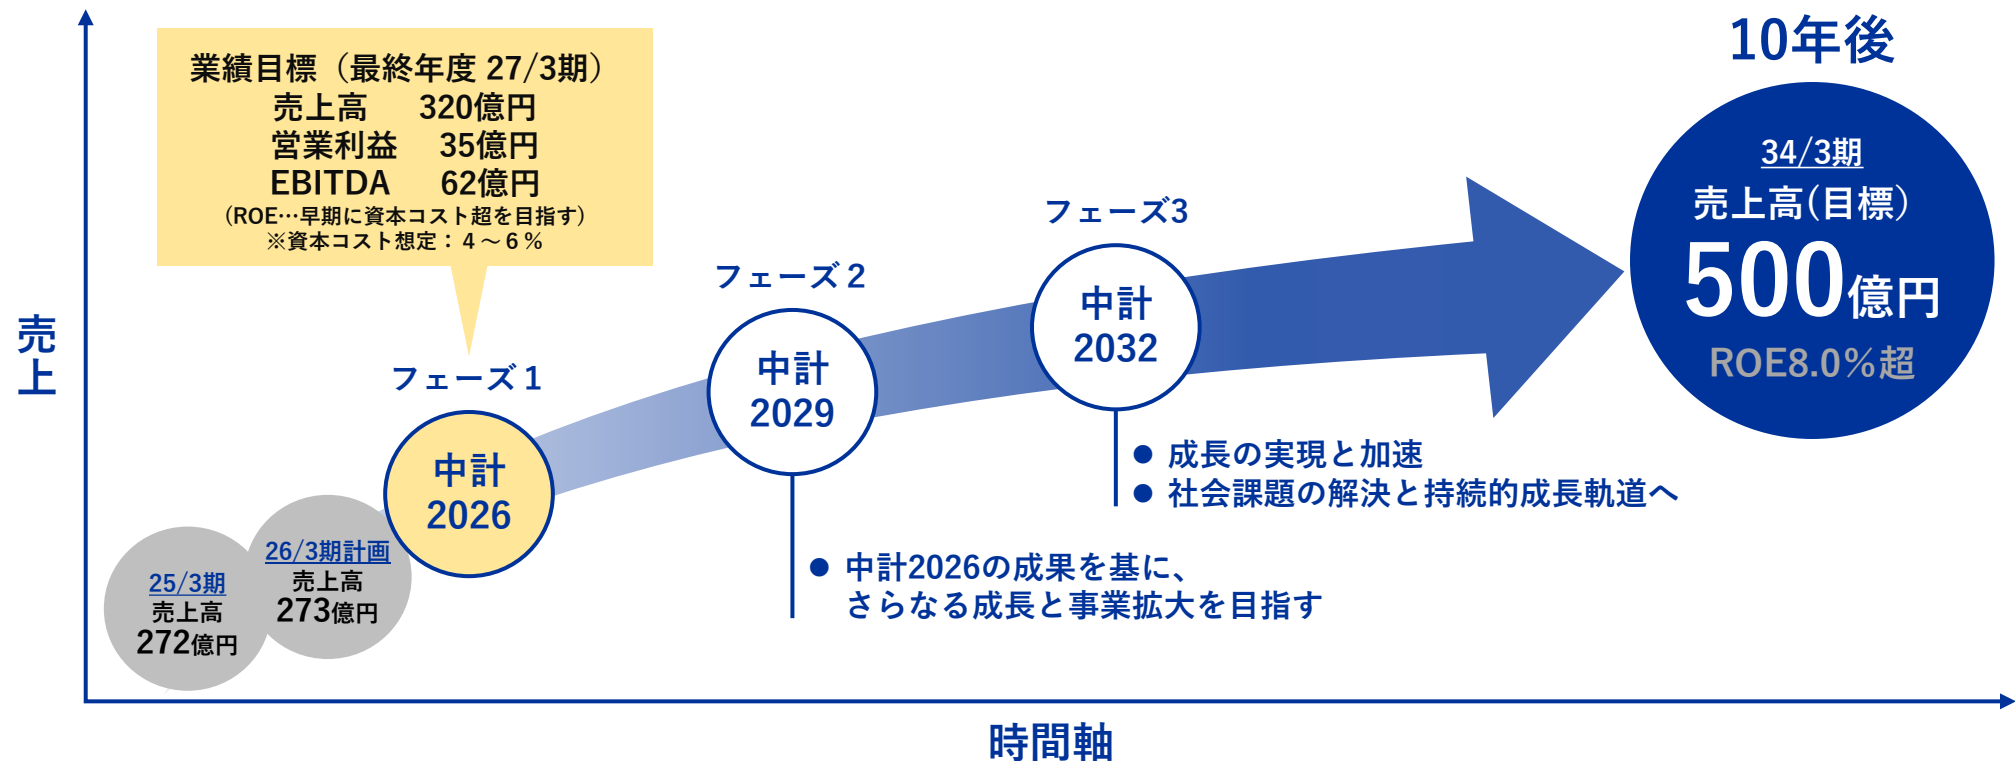 売上
業績目標（最終年度 27/3期）
売上高 320億円
営業利益 35億円
EBITDA 62億円
（ROE…早期に資本コスト超を目指す）
※資本コスト想定：４～６％
25/3期
売上高
272億円
26/3期計画
売上高
273億円
フェーズ１
中計
2026
フェーズ２
中計
2029
中計2026の成果を基に、
さらなる成長と事業拡大を目指す
フェーズ3
中計
2032
成長の実現と加速
社会課題の解決と持続的成長軌道へ
10年後
34/3期
売上高(目標）
500億円
ROE8.0％超
時間軸